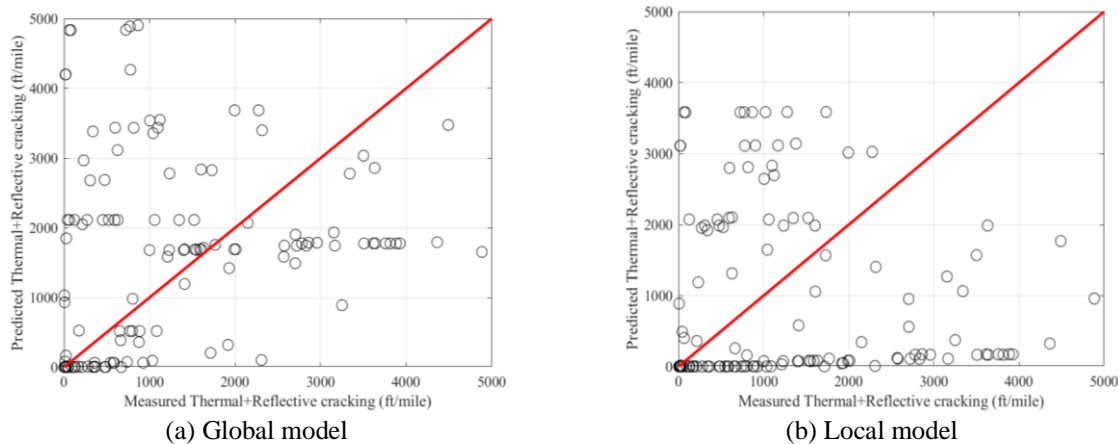 5000
4000
3000
2000
1000
0
Predicted Thermal+Reflective cracking (ft/mile)
0 1000 2000 3000 4000 5000
Measured Thermal+Reflective cracking (ft/mile)
(a) Global model
5000
4000
3000
2000
1000
0
Predicted Thermal+Reflective cracking (ft/mile)
0 1000 2000 3000 4000 5000
Measured Thermal+Reflective cracking (ft/mile)
(b) Local model